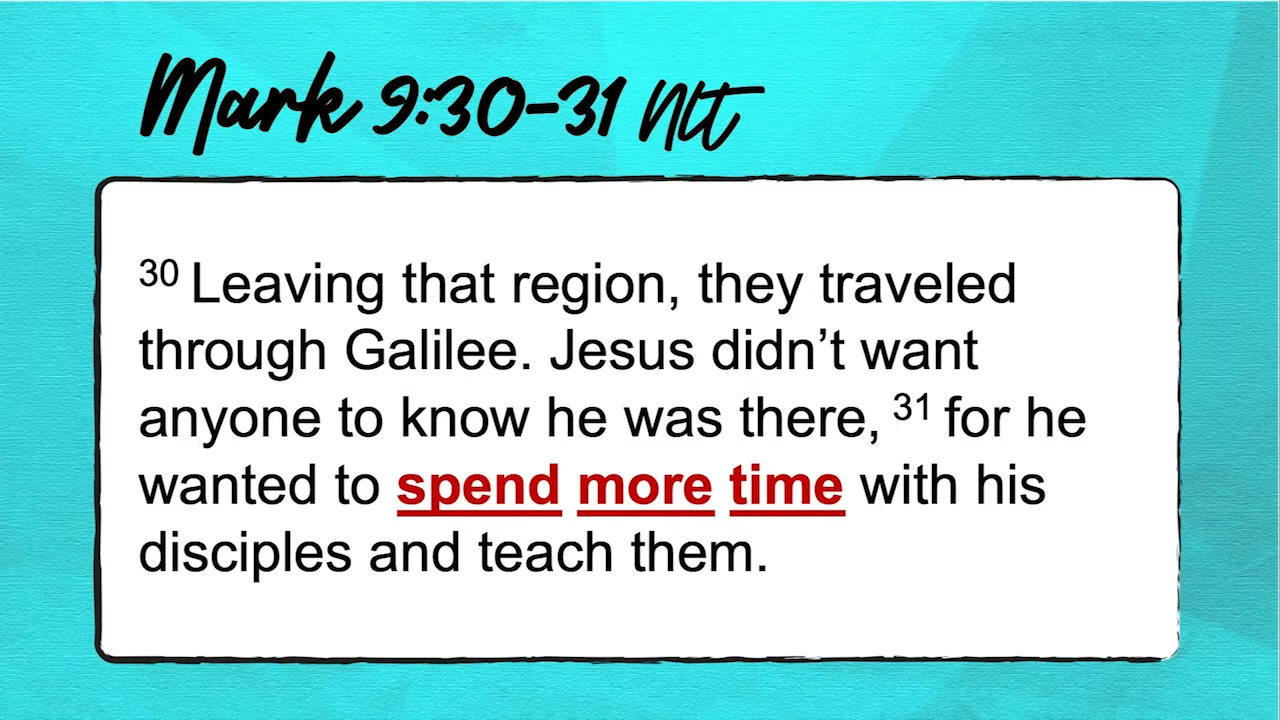 Mark 9:30-31 Nlt
30 Leaving that region, they traveled
through Galilee. Jesus didn’t want
anyone to know he was there, 31 for he
wanted to spend more time with his
disciples and teach them.